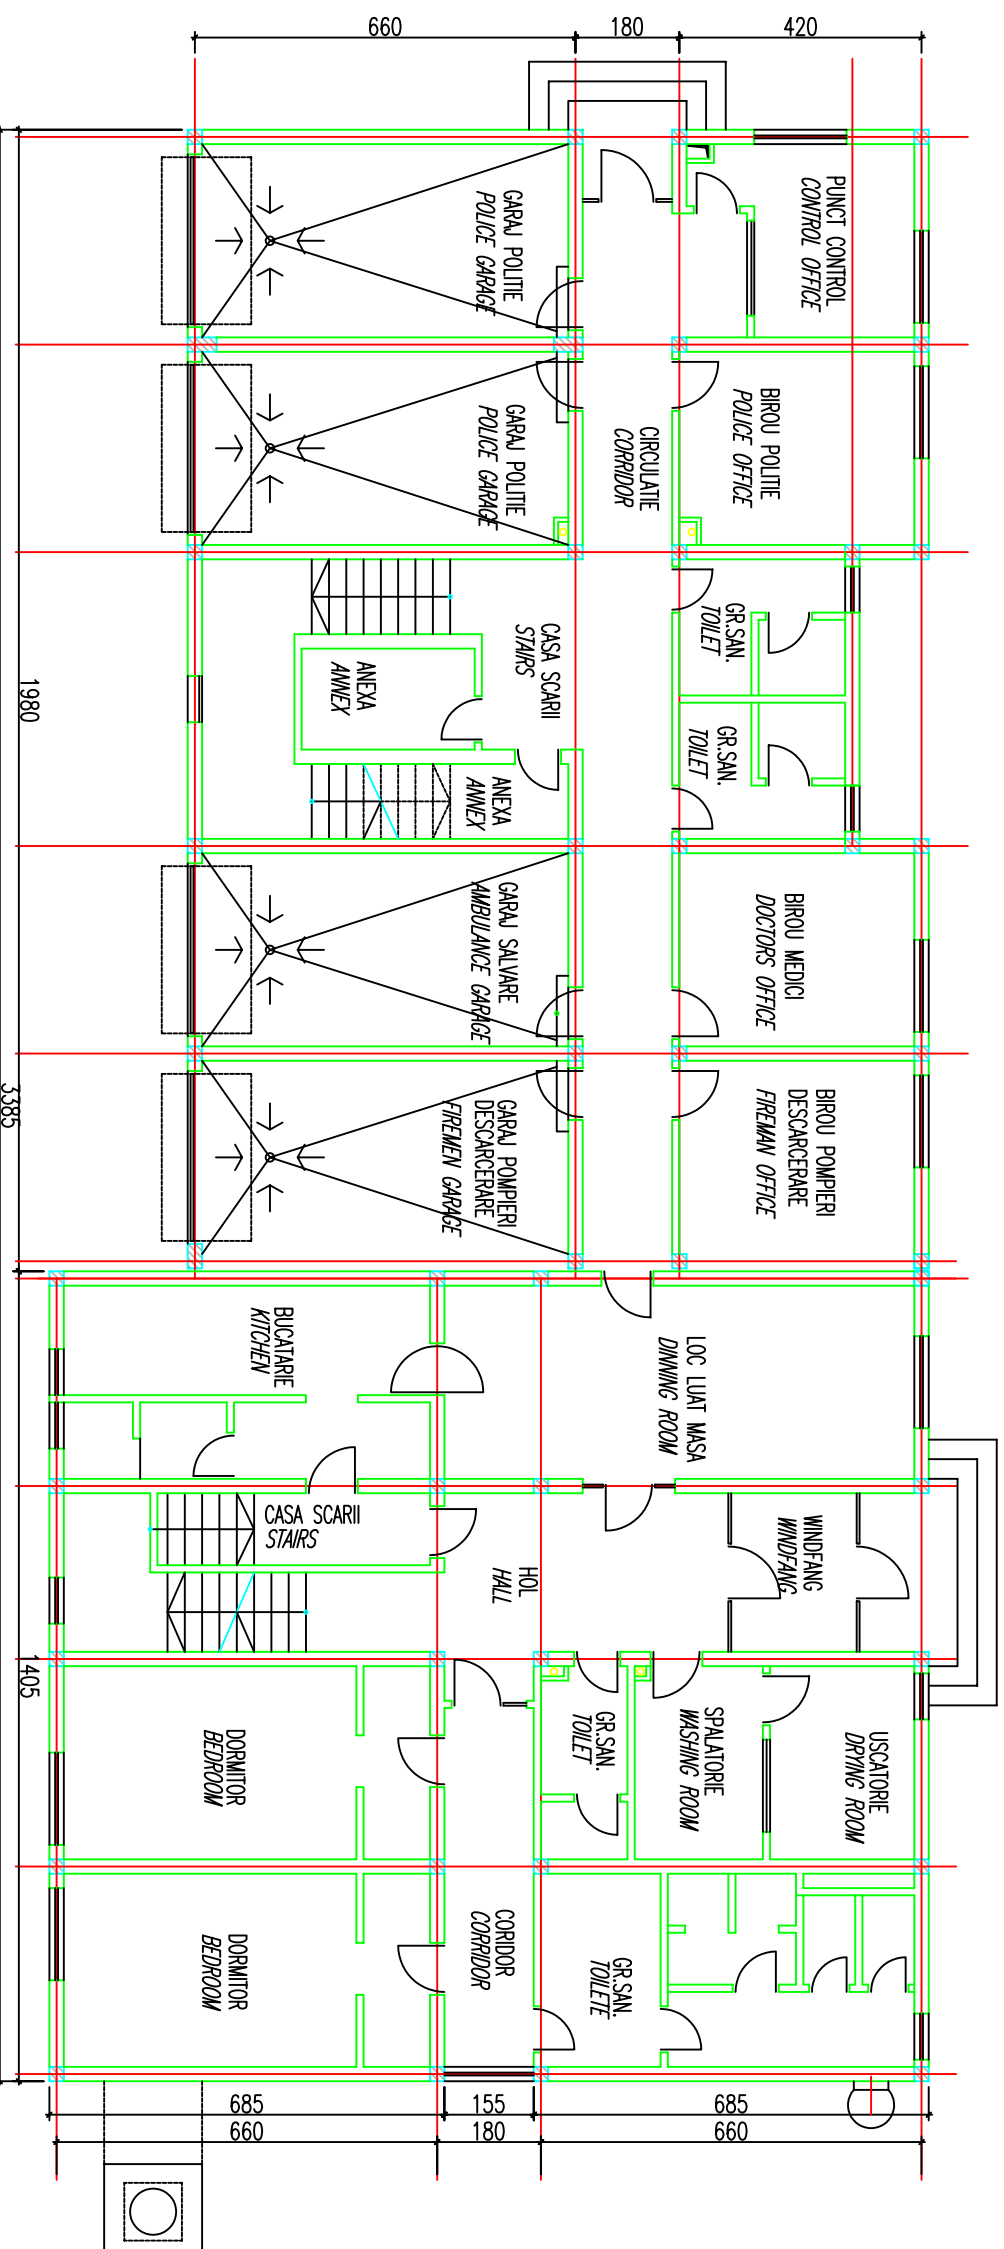 660
180
420
PUNCT CONTROL
CONTROL OFFICE
GARAJ POLITIE
POLICE GARAGE
BIROU POLITIE
POLICE OFFICE
CIRCULATIE
CORRIDOR
GARAJ POLITIE
POLICE GARAGE
GR.SAN.
TOILET
CASA SCARII
STAIRS
ANEXA
ANNEX
1980
GR.SAN.
TOILET
ANEXA
ANNEX
BIROU MEDICI
DOCTORS OFFICE
GARAJ SALVARE
AMBULANCE GARAGE
BIROU POMPIERI
DESCARCERARE
FIREMAN OFFICE
GARAJ POMPIERI
DESCARCERARE
FIREMEN GARAGE
3385
BUCATARIE
KITCHEN
LOC LUAT MASA
DINNING ROOM
CASA SCARII
STAIRS
WINDFANG
WINDFANG
HOL
HALL
1405
USCATORIE
DRYING ROOM
SPALATORIE
WASHING ROOM
GR.SAN.
TOILET
DORMITOR
BEDROOM
CORIDOR
CORRIDOR
GR.SAN.
TOILETE
DORMITOR
BEDROOM
685
155
685
660
180
660